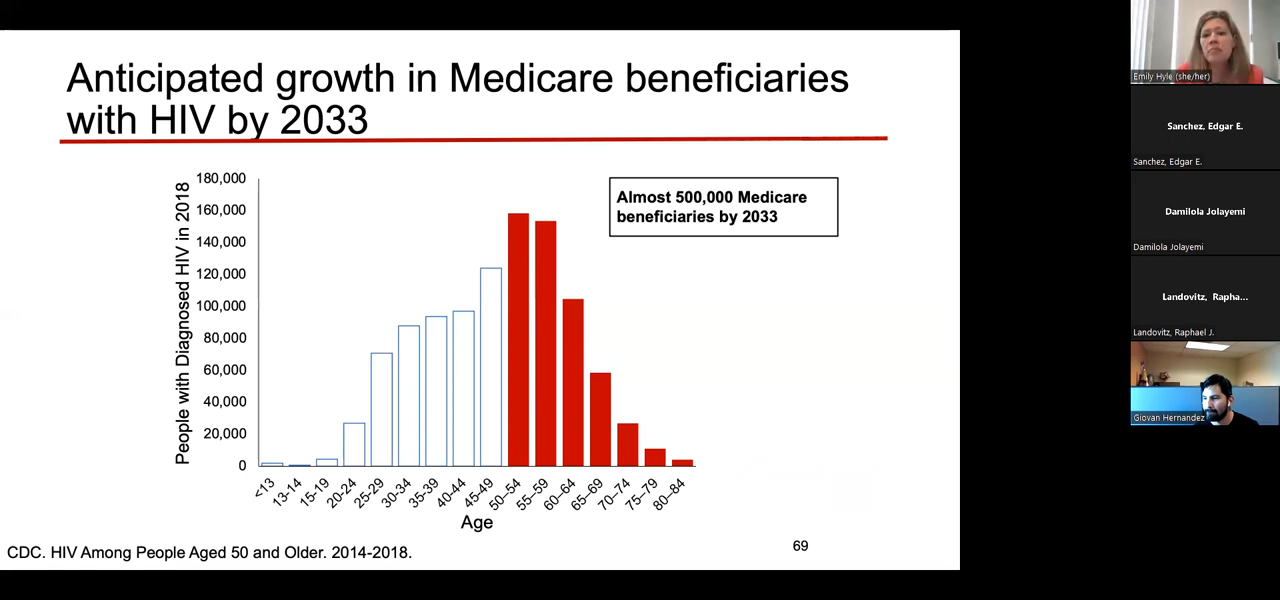 Anticipated growth in Medicare beneficiaries
with HIV by 2033
People with Diagnosed HIV in 2018
180,000
160,000
140,000
120,000
100,000
80,000
60,000
40,000
20,000
0
Almost 500,000 Medicare
beneficiaries by 2033
<13
13-14
15-19
20-24
25-29
30-34
35-39
40-44
45-49
50–54
55–59
60–64
65–69
70–74
75–79
80–84
Age
CDC. HIV Among People Aged 50 and Older. 2014-2018.
69
Emily Hyle (she/her)
Sanchez, Edgar E.
Sanchez, Edgar E.
Damilola Jolayemi
Damilola Jolayemi
Landovitz, Rapha...
Landovitz, Raphael J.
Giovan Hernandez